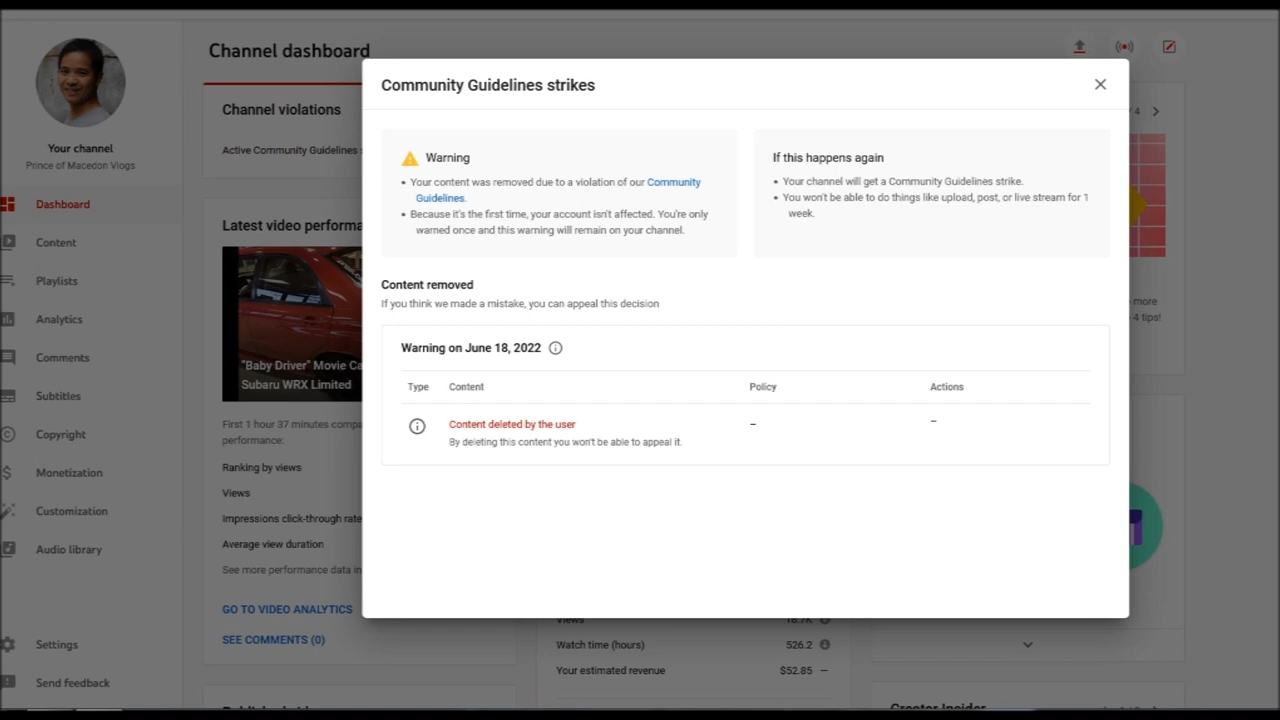 Channel dashboard
Your channel
Prince of Macedon Vlogs
Dashboard
Content
Playlists
Analytics
Comments
Subtitles
Copyright
Monetization
Customization
Audio library
Settings
Send feedback
Channel violations
Active Community Guidelines
Latest video performa
"Baby Driver" Movie Ca
Subaru WRX Limited
First 1 hour 37 minutes compa
performance:
Ranking by views
Views
Impressions click-through rate
Average view duration
See more performance data in
GO TO VIDEO ANALYTICS
SEE COMMENTS (0)
Community Guidelines strikes
Warning
• Your content was removed due to a violation of our Community
Guidelines.
• Because it's the first time, your account isn't affected. You're only
warned once and this warning will remain on your channel.
If this happens again
• Your channel will get a Community Guidelines strike.
• You won't be able to do things like upload, post, or live stream for 1
week.
Content removed
If you think we made a mistake, you can appeal this decision
Warning on June 18, 2022
Type Content Policy Actions
Content deleted by the user – –
By deleting this content you won't be able to appeal it.
Views 18.7K
Watch time (hours) 526.2
Your estimated revenue $52.85 —
/ 4
more
4 tips!
Creator Insider